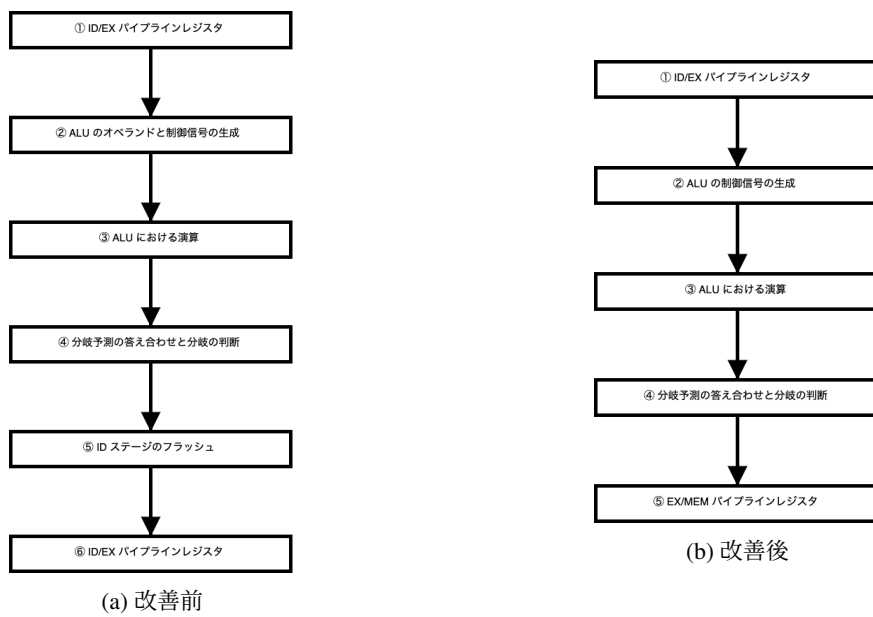 ① ID/EX パイプラインレジスタ
② ALU のオペランドと制御信号の生成
③ ALU における演算
④ 分岐予測の答え合わせと分岐の判断
⑤ ID ステージのフラッシュ
⑥ ID/EX パイプラインレジスタ
(a) 改善前
① ID/EX パイプラインレジスタ
② ALU の制御信号の生成
③ ALU における演算
④ 分岐予測の答え合わせと分岐の判断
⑤ EX/MEM パイプラインレジスタ
(b) 改善後